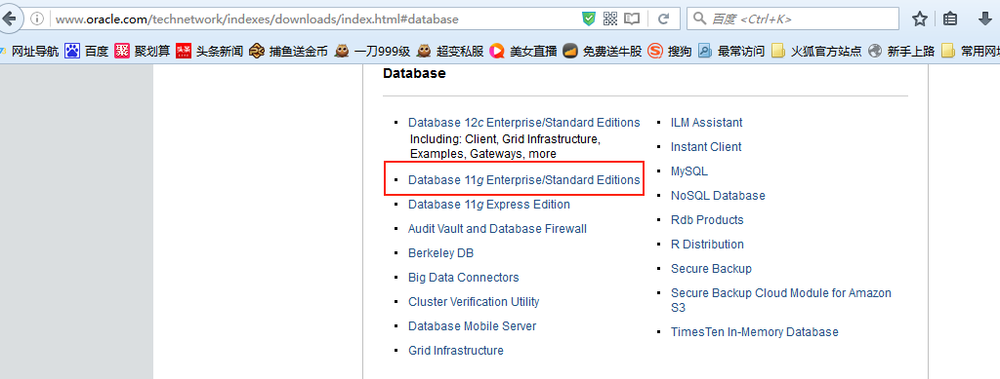 www.oracle.com/technetwork/indexes/downloads/index.html#database
百度 <Ctrl+K>
网址导航 百度 聚划算 头条新闻 捕鱼送金币 一刀999级 超变私服 美女直播 免费送牛股 搜狗 最常访问 火狐官方站点 新手上路 常用网址
Database
Database 12c Enterprise/Standard Editions
Including: Client, Grid Infrastructure,
Examples, Gateways, more
Database 11g Enterprise/Standard Editions
Database 11g Express Edition
Audit Vault and Database Firewall
Berkeley DB
Big Data Connectors
Cluster Verification Utility
Database Mobile Server
Grid Infrastructure
ILM Assistant
Instant Client
MySQL
NoSQL Database
Rdb Products
R Distribution
Secure Backup
Secure Backup Cloud Module for Amazon
S3
TimesTen In-Memory Database